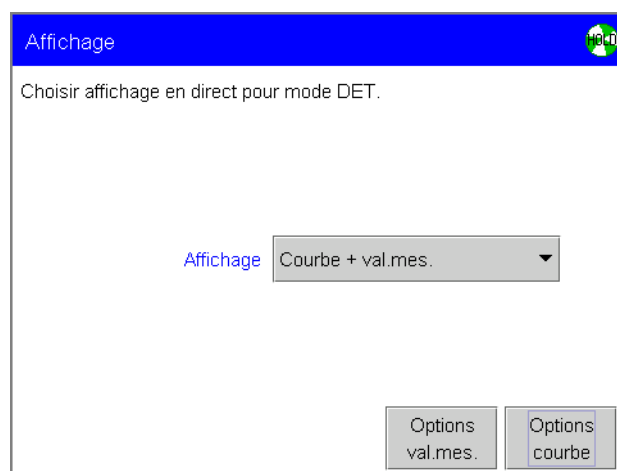 Affichage
HOLD
Choisir affichage en direct pour mode DET.
Affichage
Courbe + val.mes.
Options
val.mes.
Options
courbe